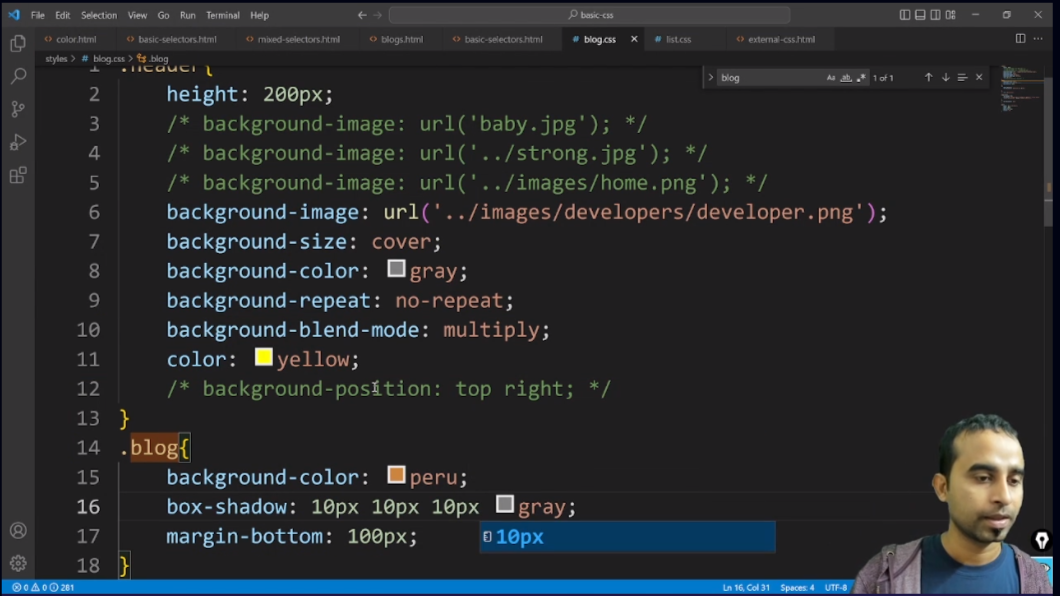 File Edit Selection View Go Run Terminal Help
basic-css
color.html basic-selectors.html mixed-selectors.html blogs.html basic-selectors.html blog.css list.css external-css.html
styles > # blog.css > .blog
blog Aa ab 1 of 1
1 .header{
2 height: 200px;
3 /* background-image: url('baby.jpg'); */
4 /* background-image: url('../strong.jpg'); */
5 /* background-image: url('../images/home.png'); */
6 background-image: url('../images/developers/developer.png');
7 background-size: cover;
8 background-color: gray;
9 background-repeat: no-repeat;
10 background-blend-mode: multiply;
11 color: yellow;
12 /* background-position: top right; */
13 }
14 .blog{
15 background-color: peru;
16 box-shadow: 10px 10px 10px gray;
17 margin-bottom: 100px;
10px
18 }
0 0 281 Ln 16, Col 31 Spaces: 4 UTF-8